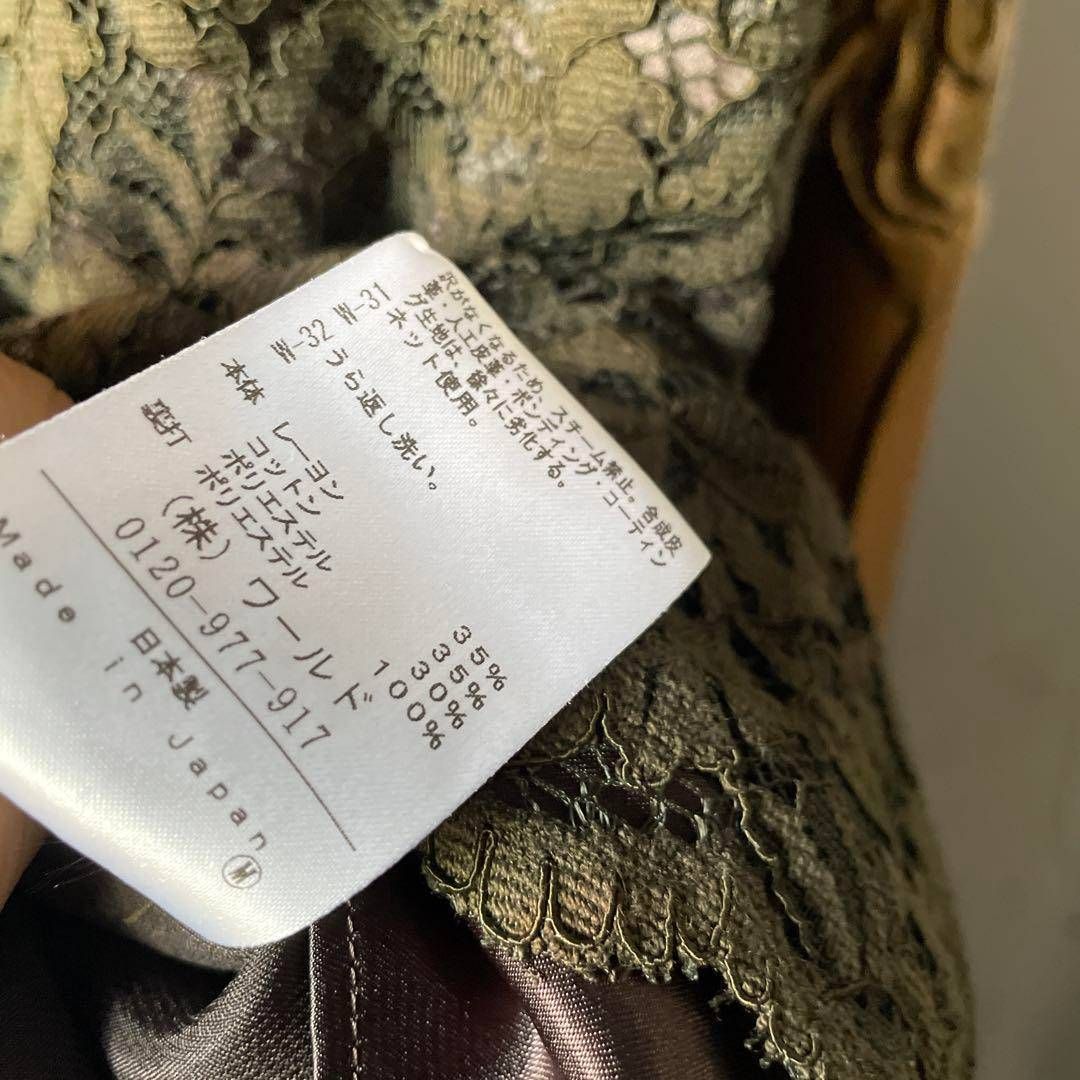 沢がなくなるため、スチーム禁止。合成皮
革・人工皮革・ボンディング・コーティン
グ生地は、徐々に劣化する。
ネット使用。
W-32 W-31
うら返し洗い。
本体 レーヨン 35%
コットン 35%
ポリエステル 30%
裏打 ポリエステル 100%
(株)ワールド
0120-977-917
日本製
Made in Japan
M